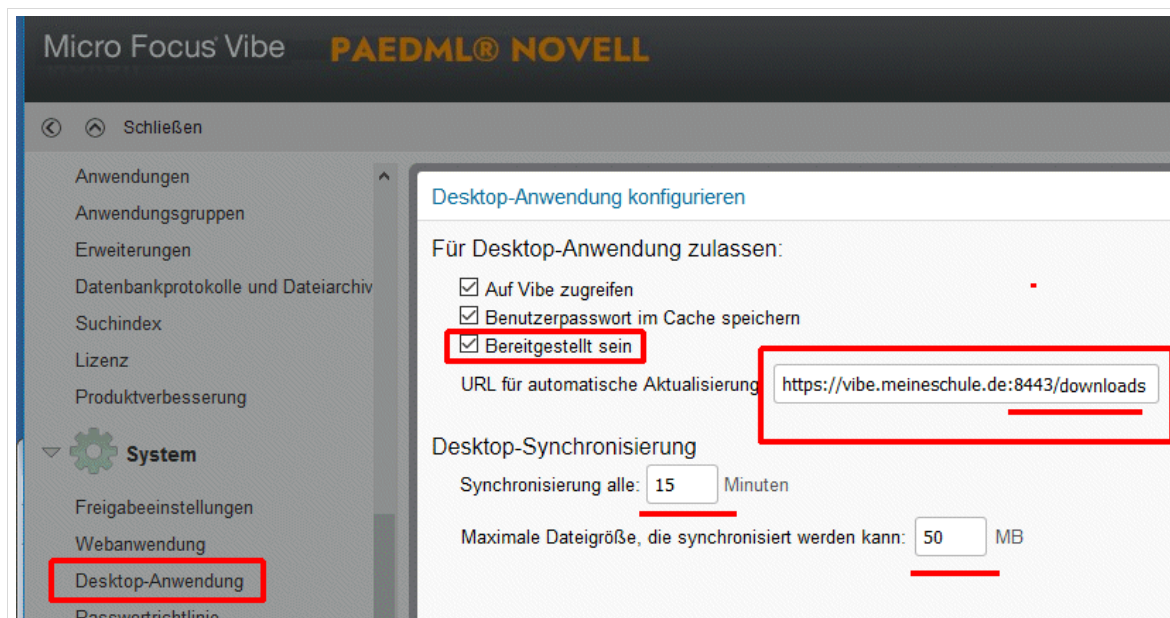 Micro Focus Vibe PAEDML® NOVELL
Schließen
Anwendungen
Anwendungsgruppen
Erweiterungen
Datenbankprotokolle und Dateiarchiv
Suchindex
Lizenz
Produktverbesserung
System
Freigabeeinstellungen
Webanwendung
Desktop-Anwendung
Passwortrichtlinie
Desktop-Anwendung konfigurieren
Für Desktop-Anwendung zulassen:
Auf Vibe zugreifen
Benutzerpasswort im Cache speichern
Bereitgestellt sein
URL für automatische Aktualisierung https://vibe.meineschule.de:8443/downloads
Desktop-Synchronisierung
Synchronisierung alle: 15 Minuten
Maximale Dateigröße, die synchronisiert werden kann: 50 MB